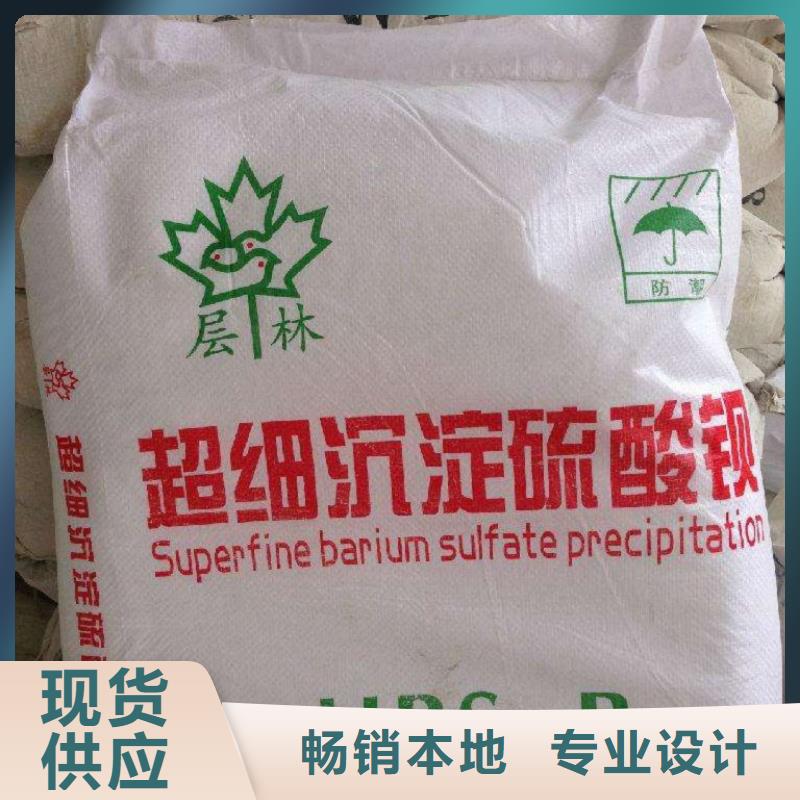 层林
防潮
超细沉淀硫酸钡
Superfine barium sulfate precipitation
超细沉淀硫
现货
供应
畅销本地 专业设计